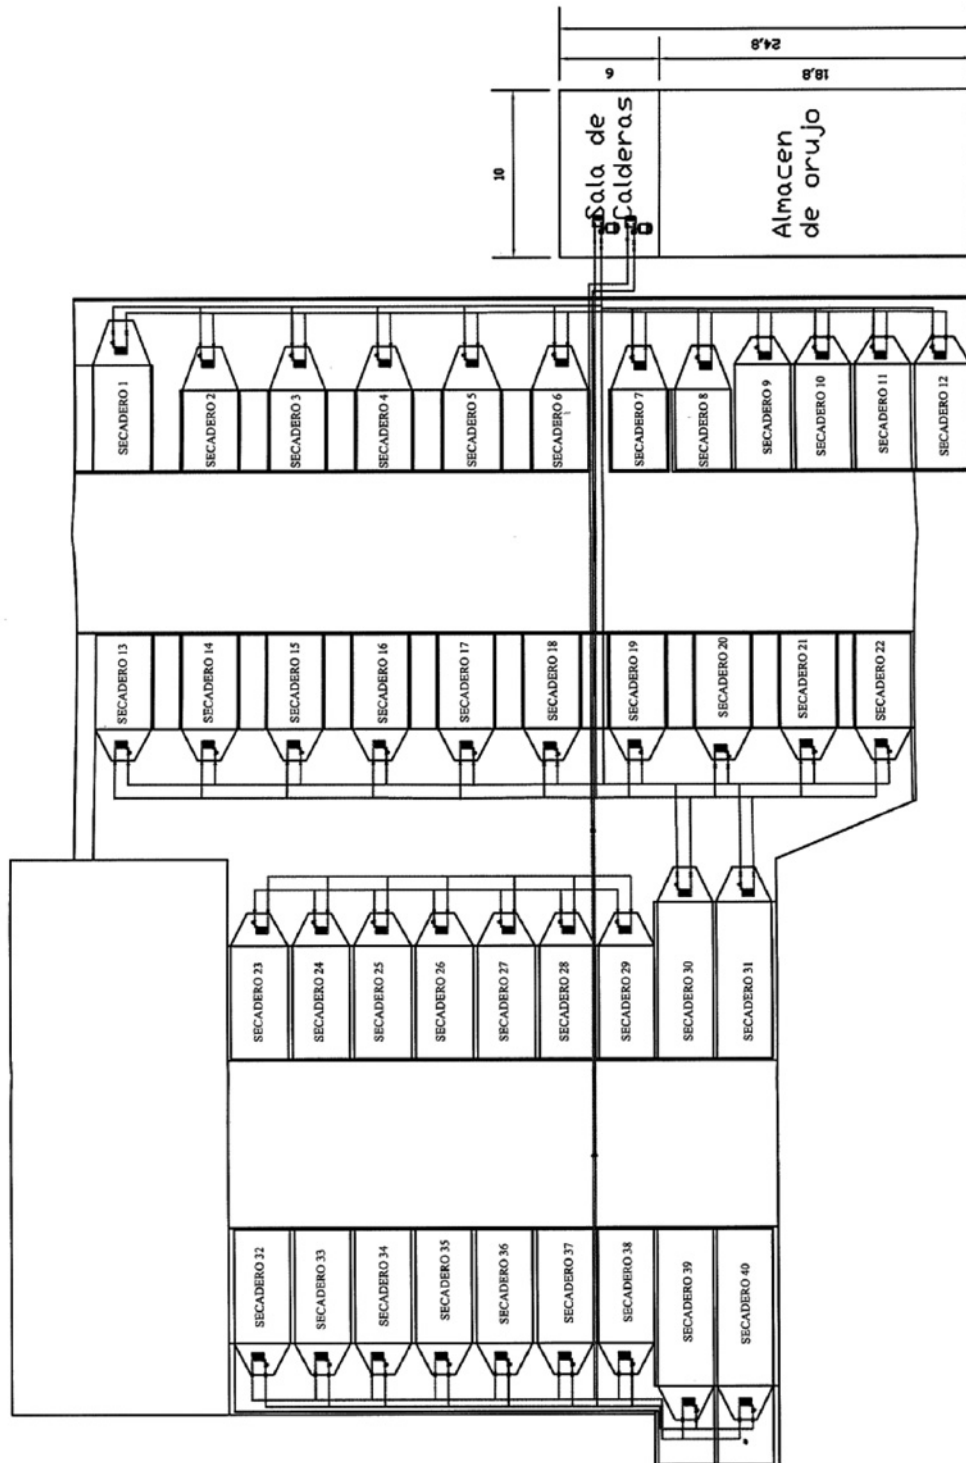 24,8
6
18,8
10
Sala de
Calderas
Almacen
de orujo
SECADERO 1
SECADERO 2
SECADERO 3
SECADERO 4
SECADERO 5
SECADERO 6
SECADERO 7
SECADERO 8
SECADERO 9
SECADERO 10
SECADERO 11
SECADERO 12
SECADERO 13
SECADERO 14
SECADERO 15
SECADERO 16
SECADERO 17
SECADERO 18
SECADERO 19
SECADERO 20
SECADERO 21
SECADERO 22
SECADERO 23
SECADERO 24
SECADERO 25
SECADERO 26
SECADERO 27
SECADERO 28
SECADERO 29
SECADERO 30
SECADERO 31
SECADERO 32
SECADERO 33
SECADERO 34
SECADERO 35
SECADERO 36
SECADERO 37
SECADERO 38
SECADERO 39
SECADERO 40